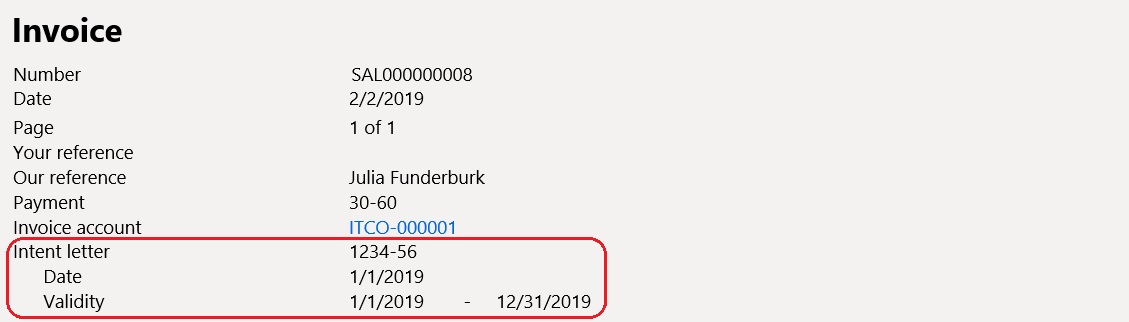 Invoice
Number SAL000000008
Date 2/2/2019
Page 1 of 1
Your reference
Our reference Julia Funderburk
Payment 30-60
Invoice account ITCO-000001
Intent letter 1234-56
Date 1/1/2019
Validity 1/1/2019 - 12/31/2019